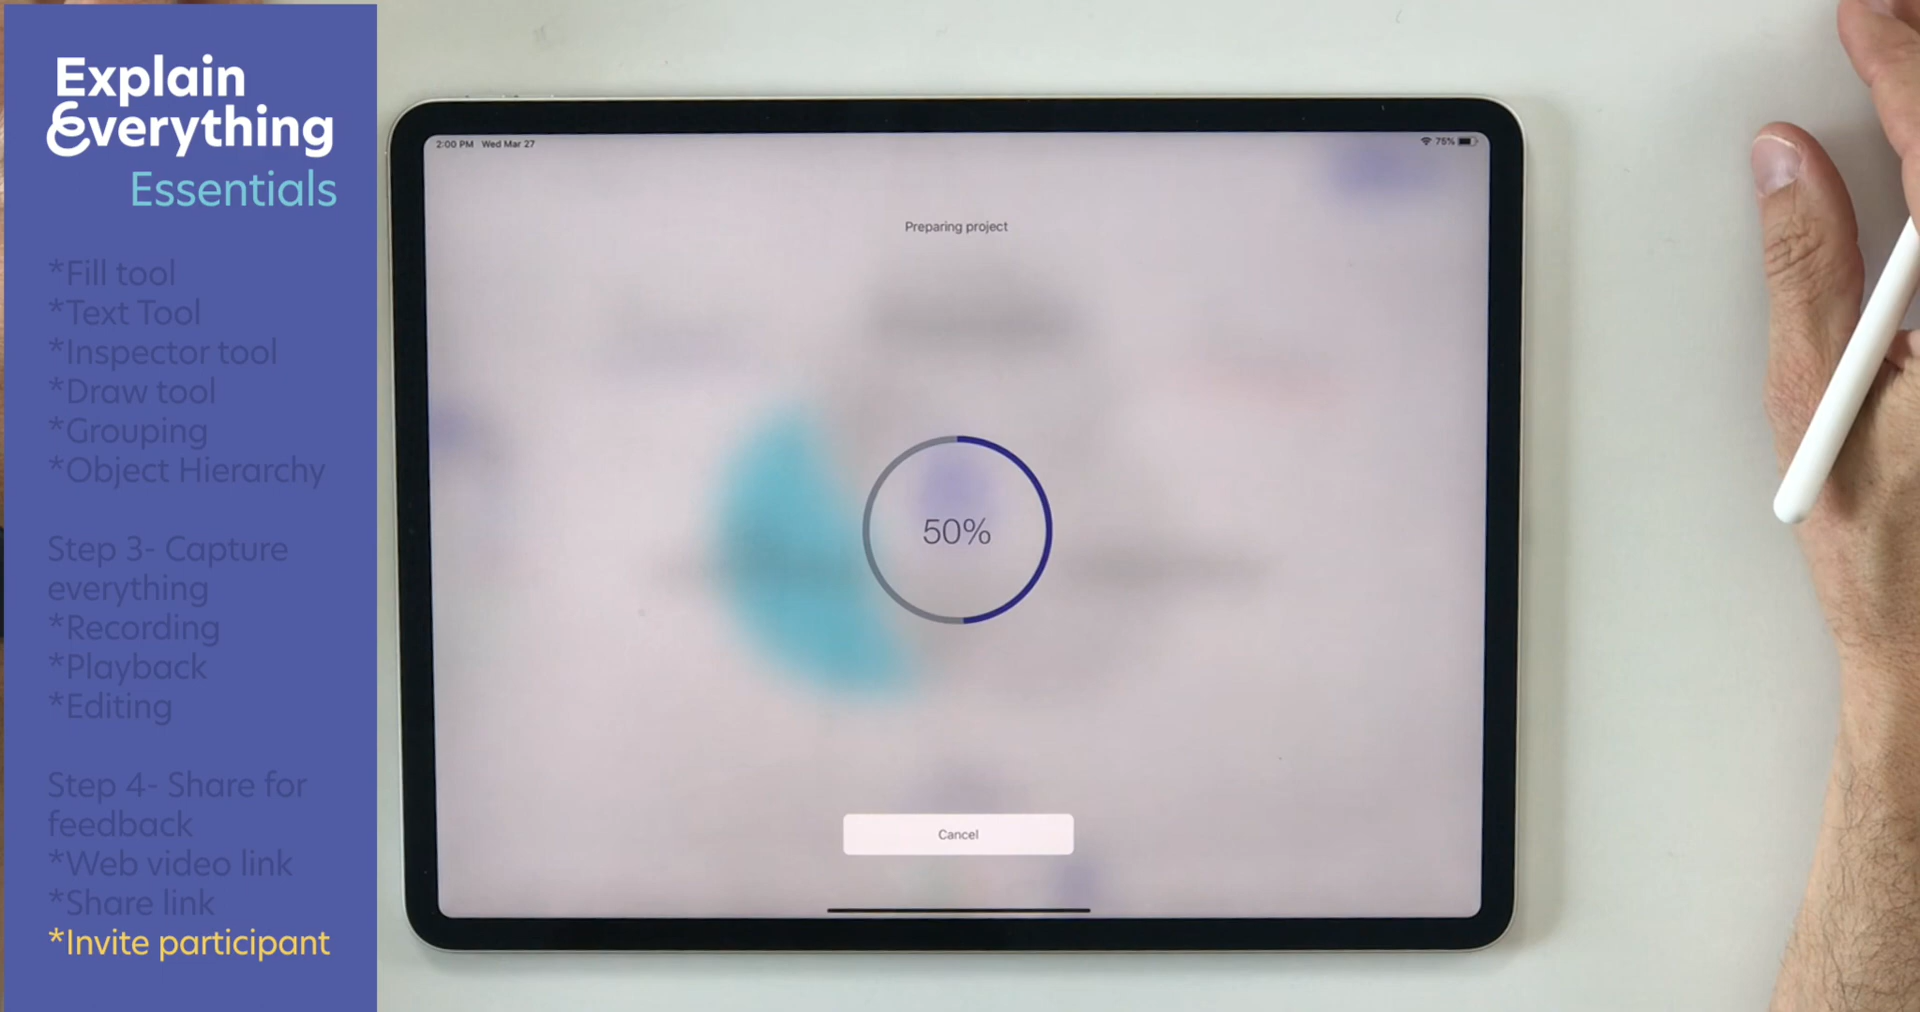 Explain
Everything
Essentials
*Fill tool
*Text Tool
*Inspector tool
*Draw tool
*Grouping
*Object Hierarchy
Step 3- Capture
everything
*Recording
*Playback
*Editing
Step 4- Share for
feedback
*Web video link
*Share link
*Invite participant
2:00 PM Wed Mar 27
75%
Preparing project
50%
Cancel